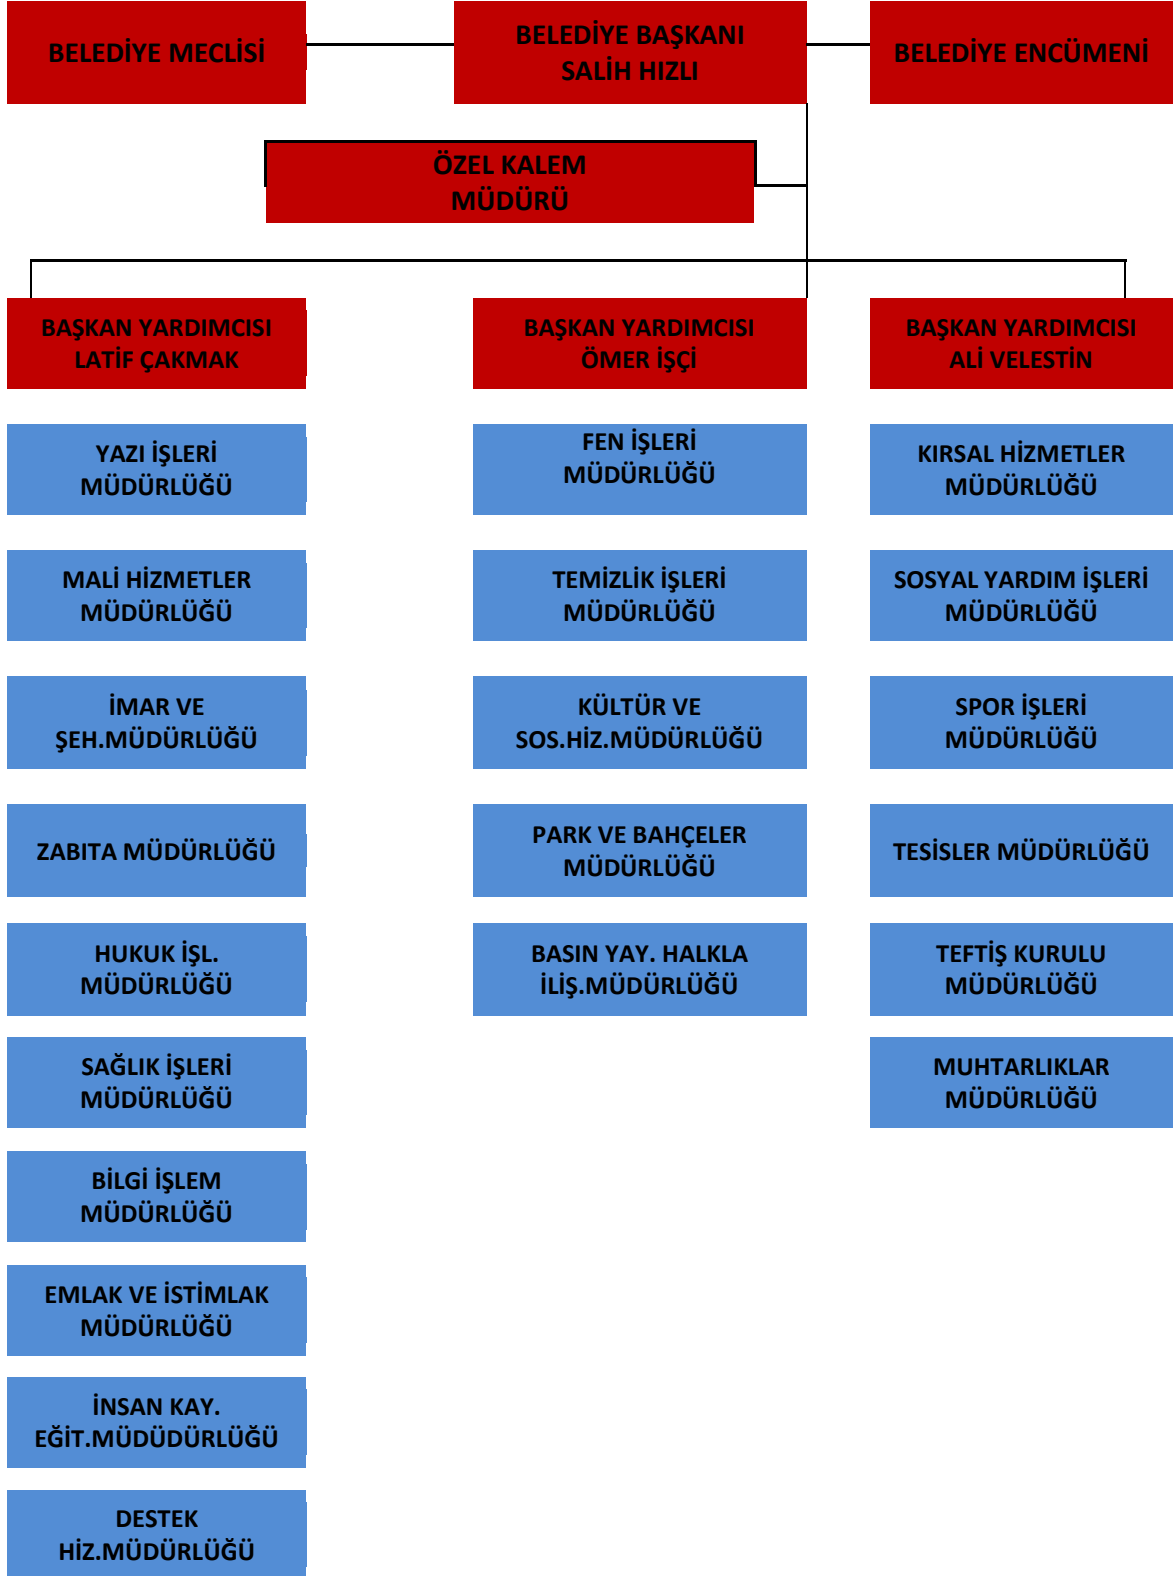 BELEDİYE MECLİSİ
BELEDİYE BAŞKANI
SALİH HIZLI
BELEDİYE ENCÜMENİ
ÖZEL KALEM
MÜDÜRÜ
BAŞKAN YARDIMCISI
LATİF ÇAKMAK
BAŞKAN YARDIMCISI
ÖMER İŞÇİ
BAŞKAN YARDIMCISI
ALİ VELESTİN
YAZI İŞLERİ
MÜDÜRLÜĞÜ
FEN İŞLERİ
MÜDÜRLÜĞÜ
KIRSAL HİZMETLER
MÜDÜRLÜĞÜ
MALİ HİZMETLER
MÜDÜRLÜĞÜ
TEMİZLİK İŞLERİ
MÜDÜRLÜĞÜ
SOSYAL YARDIM İŞLERİ
MÜDÜRLÜĞÜ
İMAR VE
ŞEH.MÜDÜRLÜĞÜ
KÜLTÜR VE
SOS.HİZ.MÜDÜRLÜĞÜ
SPOR İŞLERİ
MÜDÜRLÜĞÜ
ZABITA MÜDÜRLÜĞÜ
PARK VE BAHÇELER
MÜDÜRLÜĞÜ
TESİSLER MÜDÜRLÜĞÜ
HUKUK İŞL.
MÜDÜRLÜĞÜ
BASIN YAY. HALKLA
İLİŞ.MÜDÜRLÜĞÜ
TEFTİŞ KURULU
MÜDÜRLÜĞÜ
SAĞLIK İŞLERİ
MÜDÜRLÜĞÜ
MUHTARLIKLAR
MÜDÜRLÜĞÜ
BİLGİ İŞLEM
MÜDÜRLÜĞÜ
EMLAK VE İSTİMLAK
MÜDÜRLÜĞÜ
İNSAN KAY.
EĞİT.MÜDÜDÜRLÜĞÜ
DESTEK
HİZ.MÜDÜRLÜĞÜ